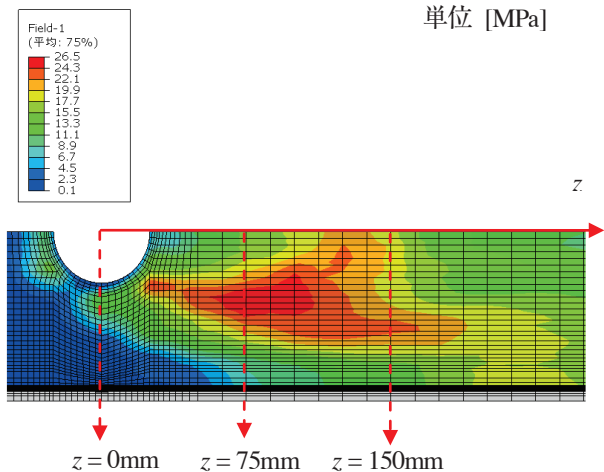 単位 [MPa]
Field-1
(平均: 75%)
26.5
24.3
22.1
19.9
17.7
15.5
13.3
11.1
8.9
6.7
4.5
2.3
0.1
z
z = 0mm z = 75mm z = 150mm